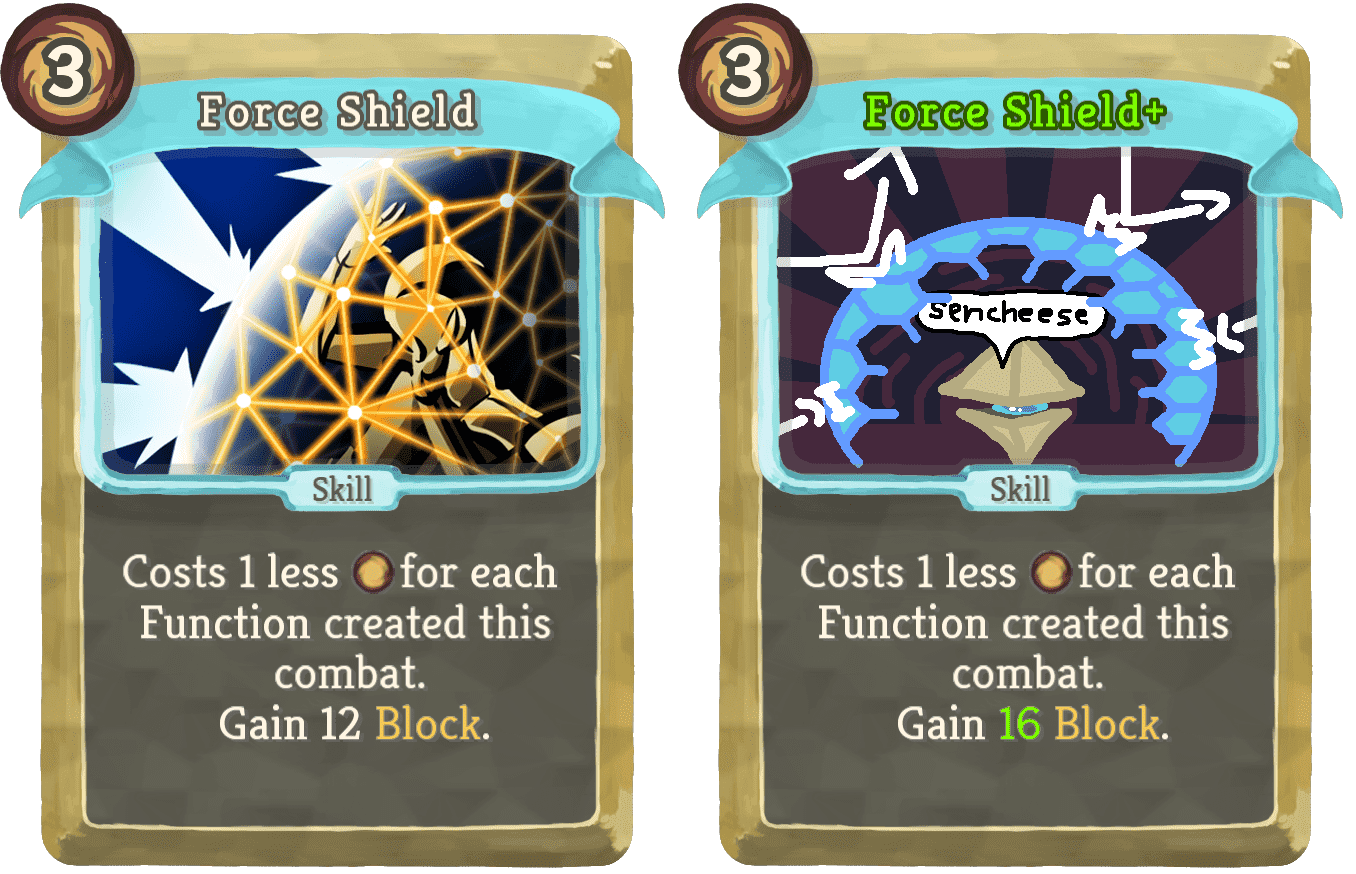 3
Force Shield
Skill
Costs 1 less for each
Function created this
combat.
Gain 12 Block.
3
Force Shield+
sencheese
Skill
Costs 1 less for each
Function created this
combat.
Gain 16 Block.